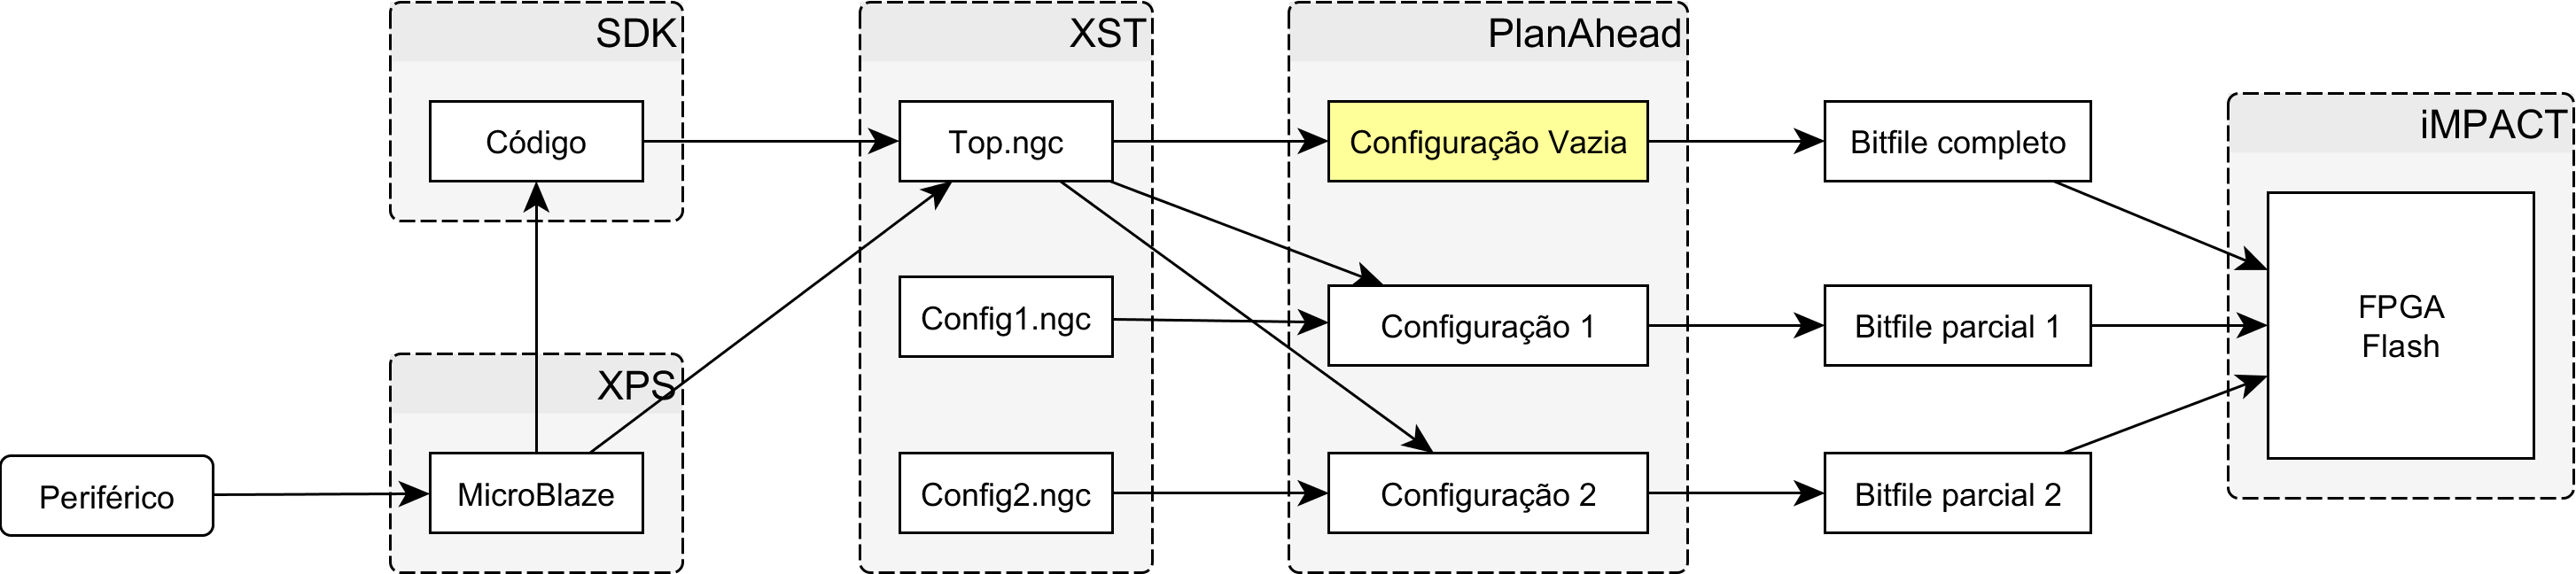 SDK
XST
PlanAhead
iMPACT
Código
Top.ngc
Configuração Vazia
Bitfile completo
Config1.ngc
Configuração 1
Bitfile parcial 1
FPGA
Flash
XPS
Periférico
MicroBlaze
Config2.ngc
Configuração 2
Bitfile parcial 2